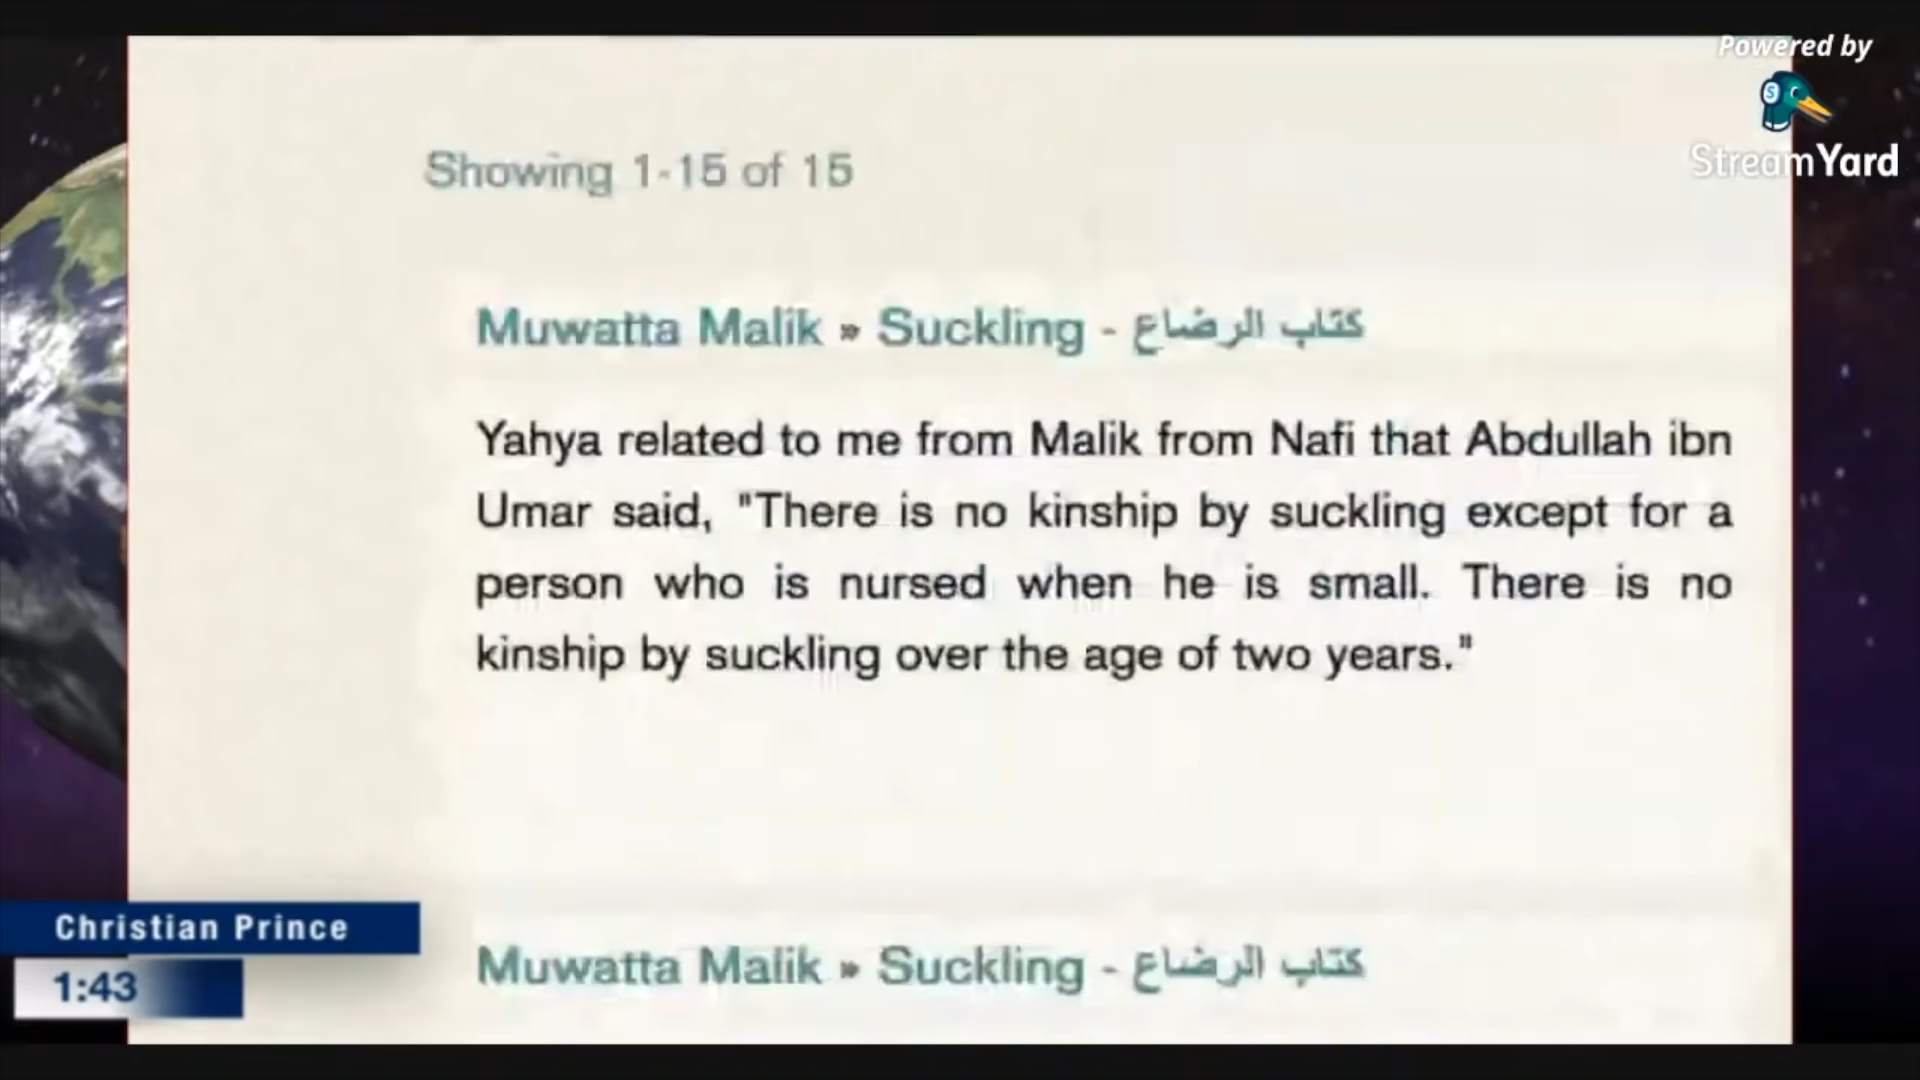 Powered by
StreamYard
Showing 1-15 of 15
Muwatta Malik » Suckling - كتاب الرضاع
Yahya related to me from Malik from Nafi that Abdullah ibn
Umar said, "There is no kinship by suckling except for a
person who is nursed when he is small. There is no
kinship by suckling over the age of two years."
Muwatta Malik » Suckling - كتاب الرضاع
Christian Prince
1:43